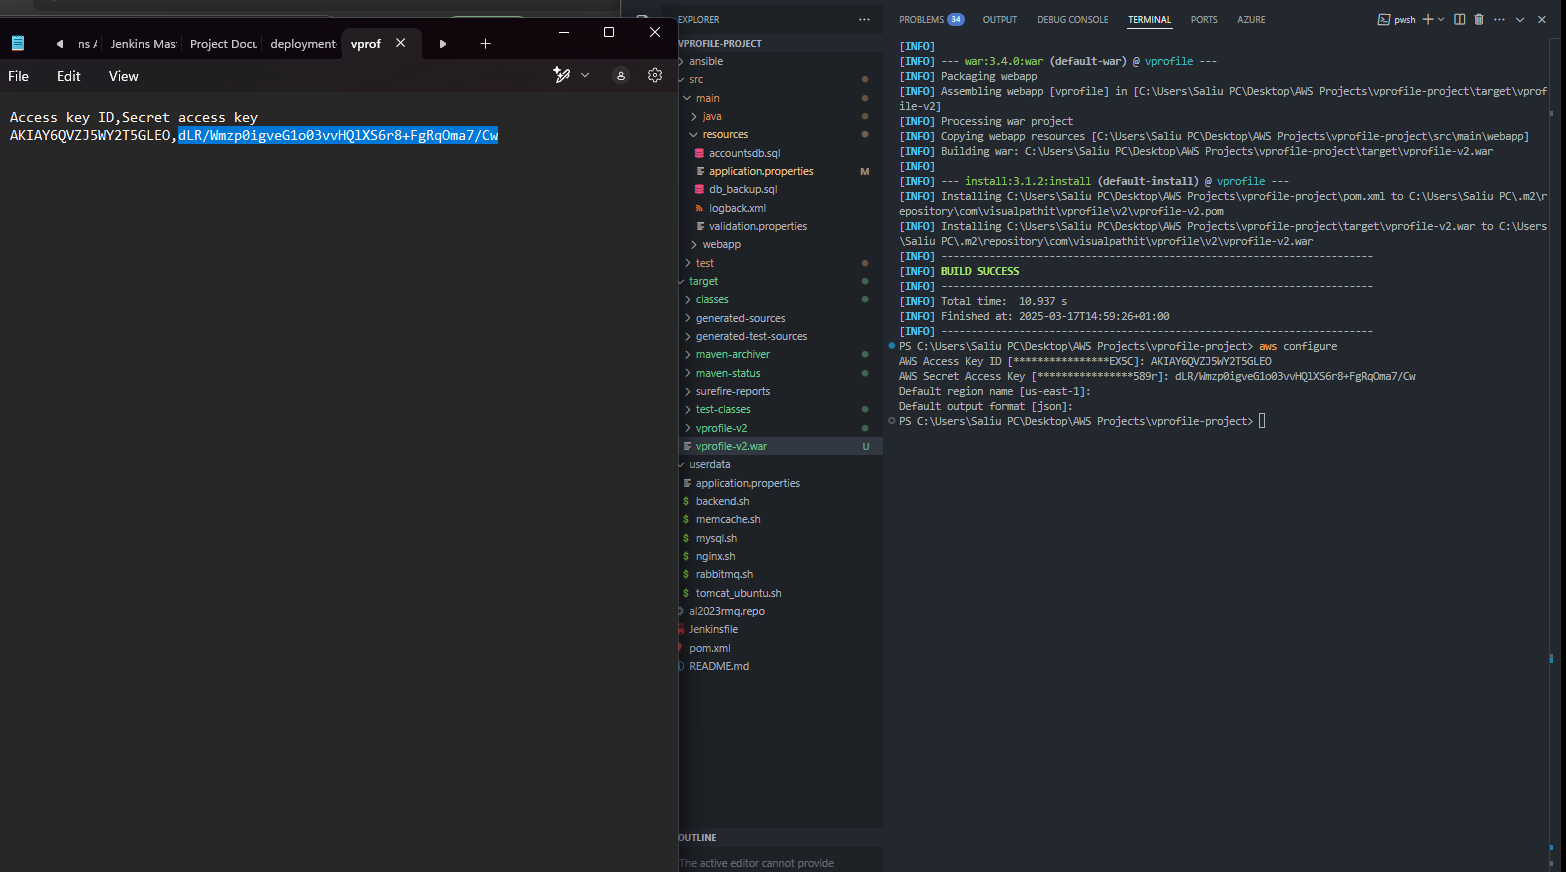 ns A
Jenkins Mas
Project Docu
deployment
vprof
File Edit View
Access key ID,Secret access key
AKIAY6QVZJ5WY2T5GLEO,
EXPLORER
VPROFILE-PROJECT
ansible
src
main
java
resources
accountsdb.sql
application.properties M
db_backup.sql
logback.xml
validation.properties
webapp
test
target
classes
generated-sources
generated-test-sources
maven-archiver
maven-status
surefire-reports
test-classes
vprofile-v2
vprofile-v2.war U
userdata
application.properties
backend.sh
memcache.sh
mysql.sh
nginx.sh
rabbitmq.sh
tomcat_ubuntu.sh
al2023rmq.repo
Jenkinsfile
pom.xml
README.md
OUTLINE
The active editor cannot provide
PROBLEMS 34 OUTPUT DEBUG CONSOLE TERMINAL PORTS AZURE
pwsh
[INFO]
[INFO] --- war:3.4.0:war (default-war) @ vprofile ---
[INFO] Packaging webapp
[INFO] Assembling webapp [vprofile] in [C:\Users\Saliu PC\Desktop\AWS Projects\vprofile-project\target\vprof
ile-v2]
[INFO] Processing war project
[INFO] Copying webapp resources [C:\Users\Saliu PC\Desktop\AWS Projects\vprofile-project\src\main\webapp]
[INFO] Building war: C:\Users\Saliu PC\Desktop\AWS Projects\vprofile-project\target\vprofile-v2.war
[INFO]
[INFO] --- install:3.1.2:install (default-install) @ vprofile ---
[INFO] Installing C:\Users\Saliu PC\Desktop\AWS Projects\vprofile-project\pom.xml to C:\Users\Saliu PC\.m2\r
epository\com\visualpathit\vprofile\v2\vprofile-v2.pom
[INFO] Installing C:\Users\Saliu PC\Desktop\AWS Projects\vprofile-project\target\vprofile-v2.war to C:\Users
\Saliu PC\.m2\repository\com\visualpathit\vprofile\v2\vprofile-v2.war
[INFO] ------------------------------------------------------------------------
[INFO] BUILD SUCCESS
[INFO] ------------------------------------------------------------------------
[INFO] Total time:  10.937 s
[INFO] Finished at: 2025-03-17T14:59:26+01:00
[INFO] ------------------------------------------------------------------------
PS C:\Users\Saliu PC\Desktop\AWS Projects\vprofile-project> aws configure
AWS Access Key ID [****************EX5C]: AKIAY6QVZJ5WY2T5GLEO
AWS Secret Access Key [****************589r]:
Default region name [us-east-1]:
Default output format [json]:
PS C:\Users\Saliu PC\Desktop\AWS Projects\vprofile-project>